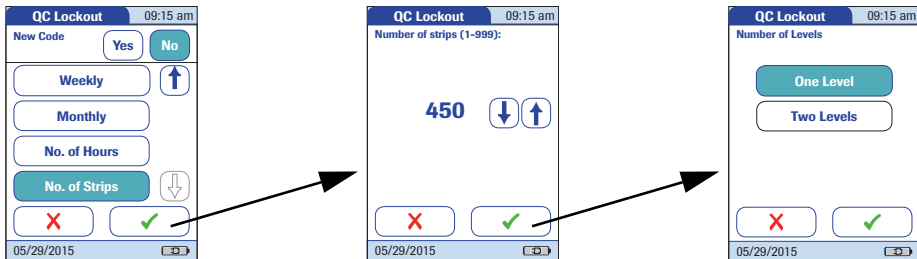 QC Lockout 09:15 am
New Code Yes No
Weekly
Monthly
No. of Hours
No. of Strips
05/29/2015
QC Lockout 09:15 am
Number of strips (1-999):
450
05/29/2015
QC Lockout 09:15 am
Number of Levels
One Level
Two Levels
05/29/2015